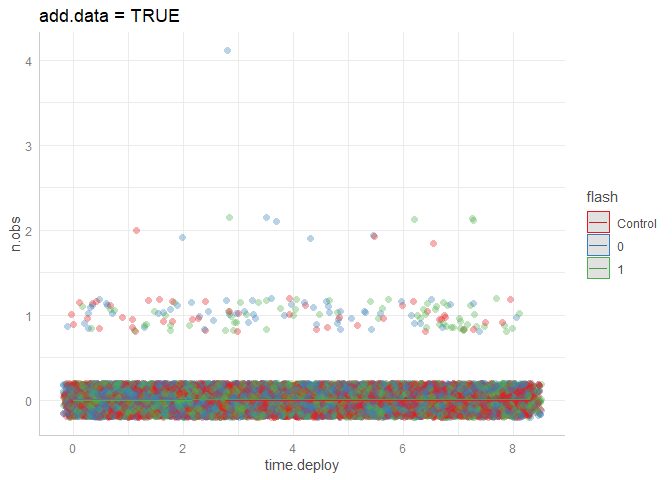 add.data = TRUE
4
3
2
1
0
n.obs
0
2
4
6
8
time.deploy
flash
Control
0
1